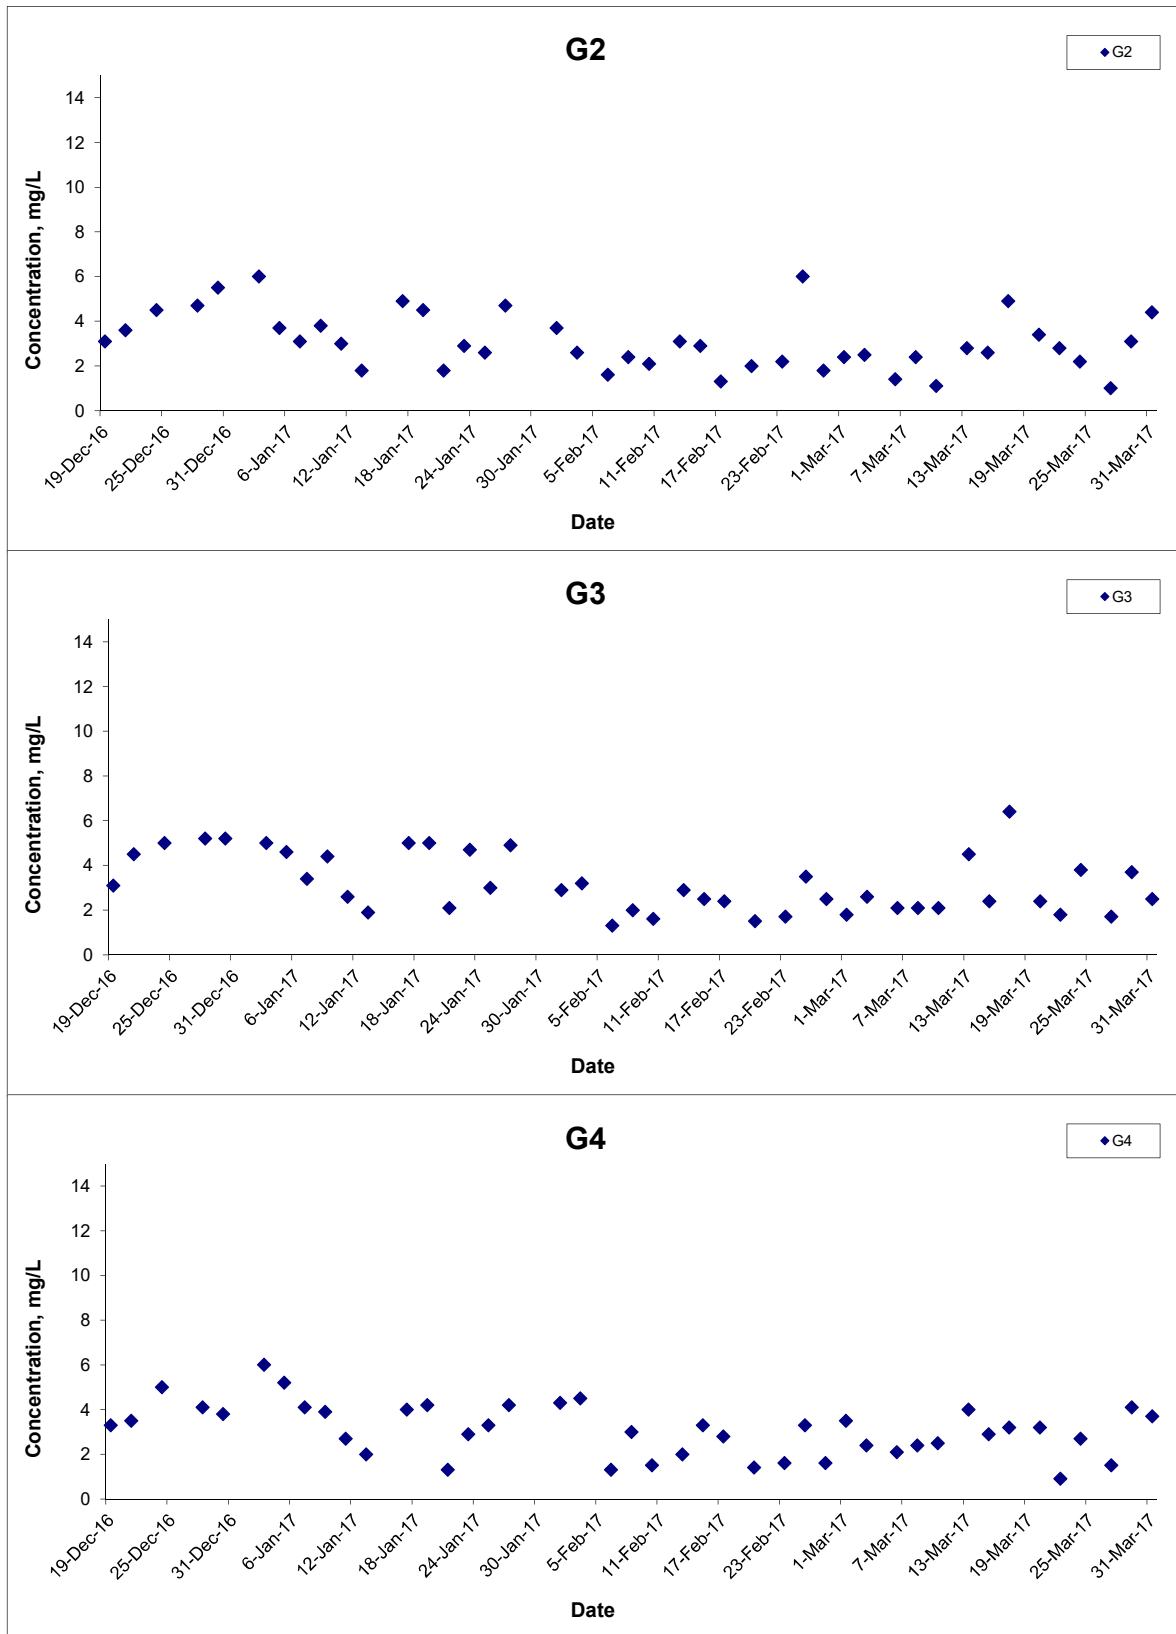 G2
G2
Concentration, mg/L
14
12
10
8
6
4
2
0
19-Dec-16
25-Dec-16
31-Dec-16
6-Jan-17
12-Jan-17
18-Jan-17
24-Jan-17
30-Jan-17
5-Feb-17
11-Feb-17
17-Feb-17
23-Feb-17
1-Mar-17
7-Mar-17
13-Mar-17
19-Mar-17
25-Mar-17
31-Mar-17
Date
G3
G3
Concentration, mg/L
14
12
10
8
6
4
2
0
19-Dec-16
25-Dec-16
31-Dec-16
6-Jan-17
12-Jan-17
18-Jan-17
24-Jan-17
30-Jan-17
5-Feb-17
11-Feb-17
17-Feb-17
23-Feb-17
1-Mar-17
7-Mar-17
13-Mar-17
19-Mar-17
25-Mar-17
31-Mar-17
Date
G4
G4
Concentration, mg/L
14
12
10
8
6
4
2
0
19-Dec-16
25-Dec-16
31-Dec-16
6-Jan-17
12-Jan-17
18-Jan-17
24-Jan-17
30-Jan-17
5-Feb-17
11-Feb-17
17-Feb-17
23-Feb-17
1-Mar-17
7-Mar-17
13-Mar-17
19-Mar-17
25-Mar-17
31-Mar-17
Date